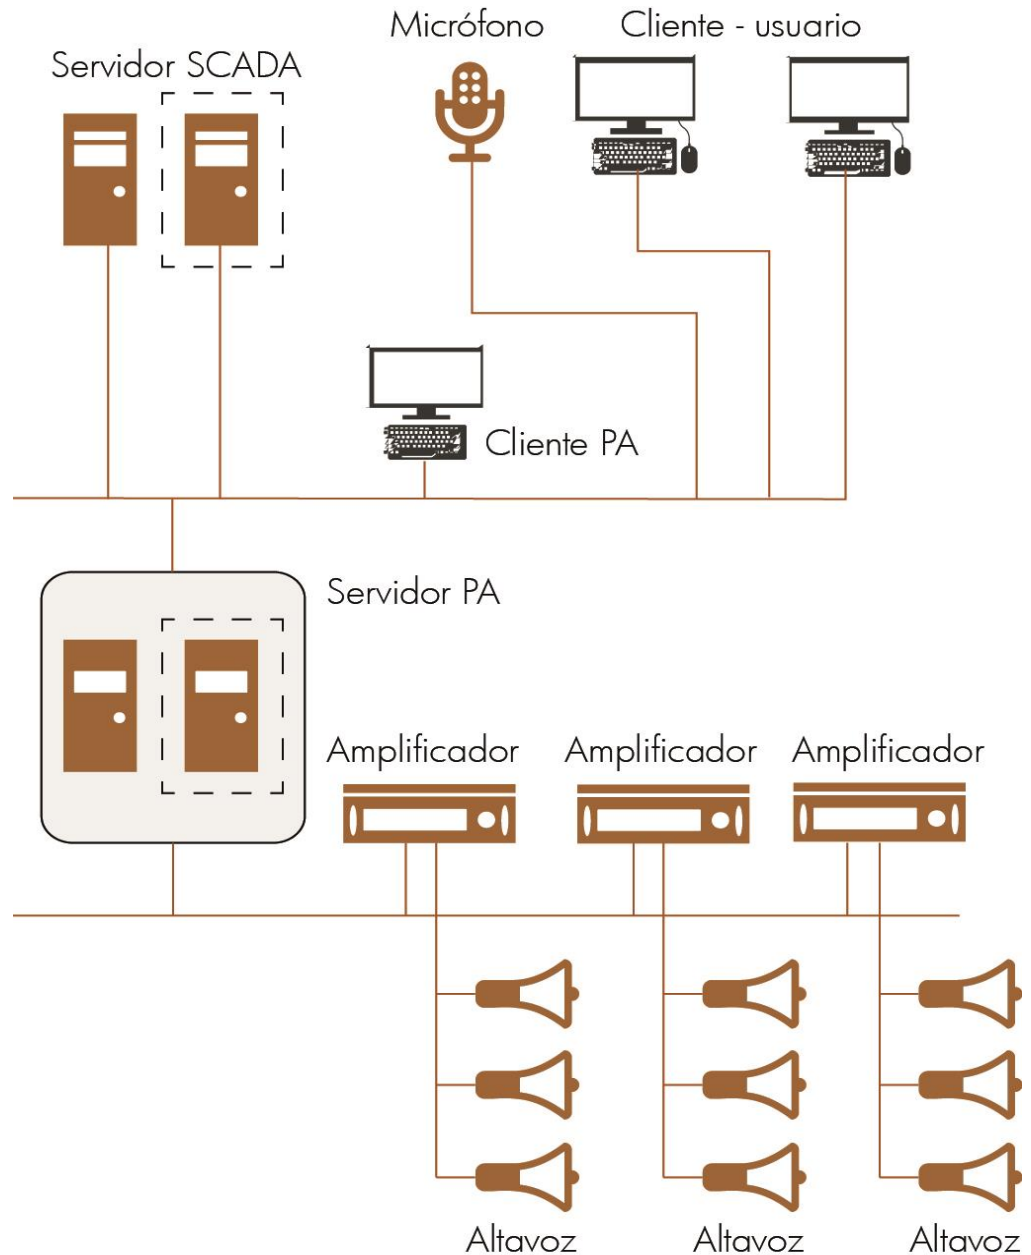 Micrófono
Cliente - usuario
Servidor SCADA
Cliente PA
Servidor PA
Amplificador
Amplificador
Amplificador
Altavoz
Altavoz
Altavoz